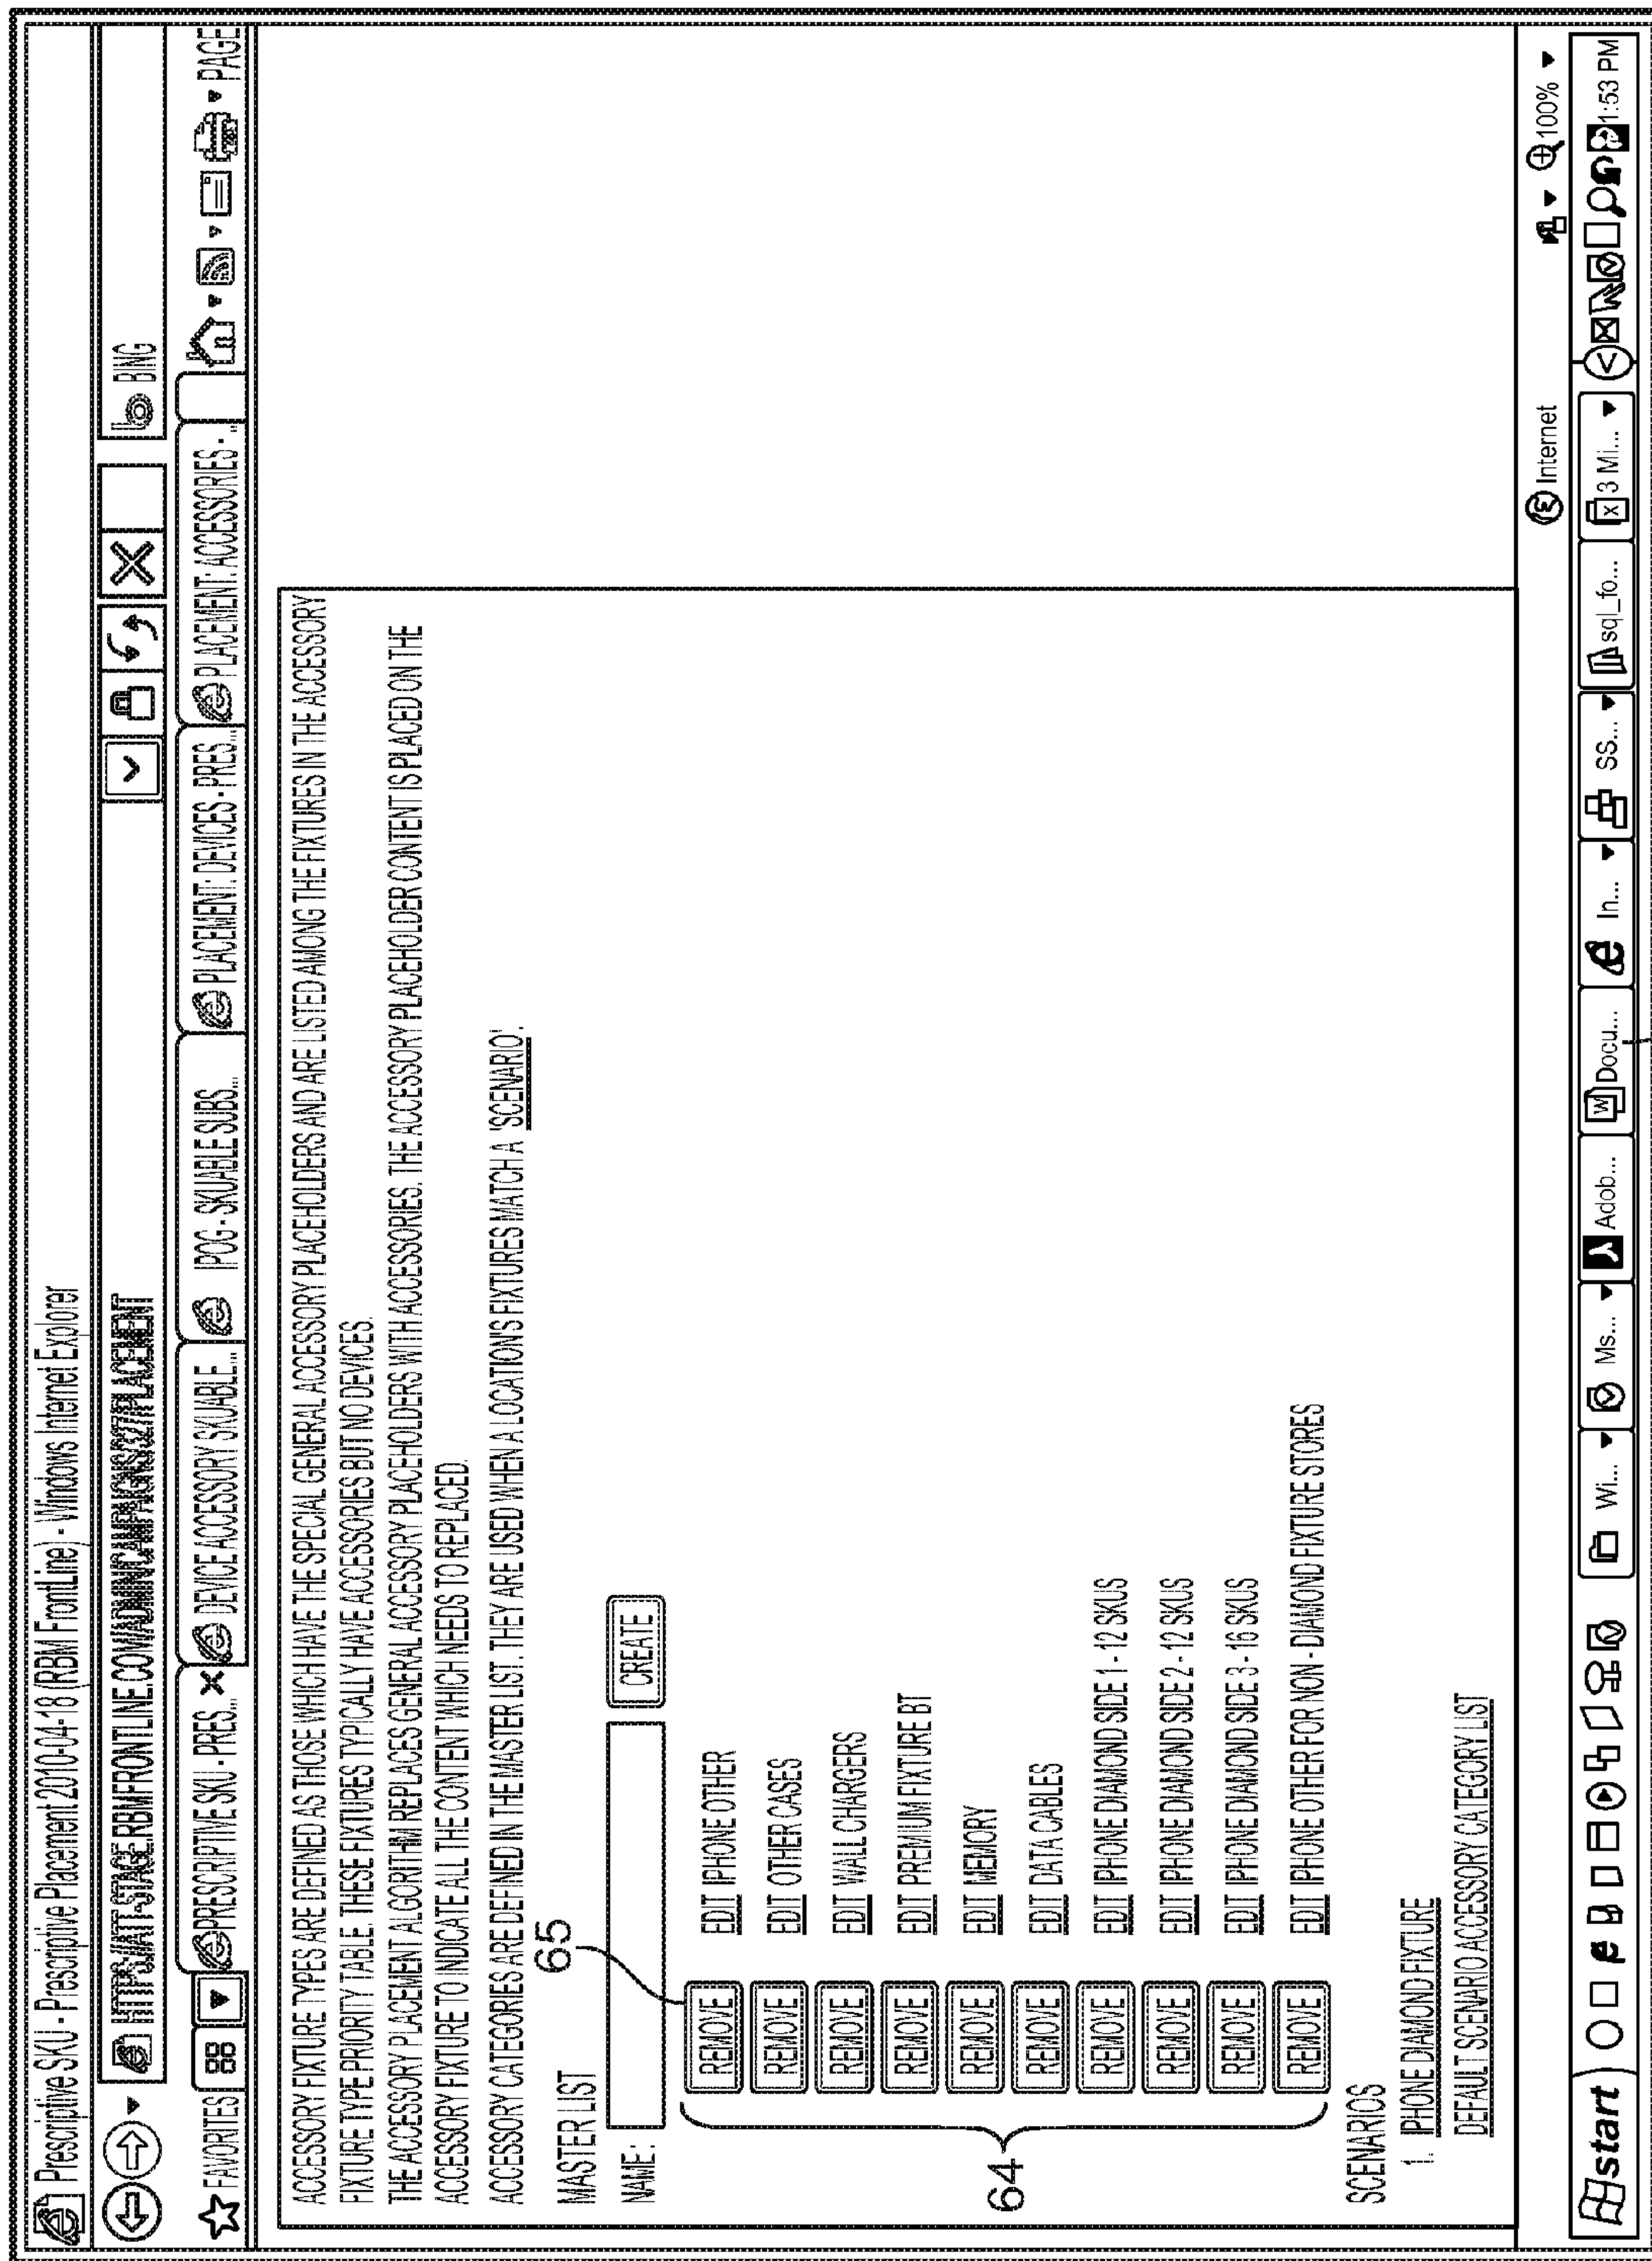 Prescriptive SKU - Prescriptive Placement 2010-04-18 (RBM FrontLine) - Windows Internet Explorer
BING
FAVORITES
PRESCRIPTIVE SKU - PRES...
DEVICE ACCESSORY SKUABLE...
IPOG - SKUABLE SUBS...
PLACEMENT: DEVICES - PRES...
PLACEMENT: ACCESSORIES - ...
PAGE
ACCESSORY FIXTURE TYPES ARE DEFINED AS THOSE WHICH HAVE THE SPECIAL GENERAL ACCESSORY PLACEHOLDERS AND ARE LISTED AMONG THE FIXTURES IN THE ACCESSORY
FIXTURE TYPE PRIORITY TABLE. THESE FIXTURES TYPICALLY HAVE ACCESSORIES BUT NO DEVICES.
THE ACCESSORY PLACEMENT ALGORITHM REPLACES GENERAL ACCESSORY PLACEHOLDERS WITH ACCESSORIES. THE ACCESSORY PLACEHOLDER CONTENT IS PLACED ON THE
ACCESSORY FIXTURE TO INDICATE ALL THE CONTENT WHICH NEEDS TO REPLACED.
ACCESSORY CATEGORIES ARE DEFINED IN THE MASTER LIST. THEY ARE USED WHEN A LOCATION'S FIXTURES MATCH A 'SCENARIO'.
MASTER LIST
65
NAME: CREATE
REMOVE EDIT IPHONE OTHER
REMOVE EDIT OTHER CASES
REMOVE EDIT WALL CHARGERS
REMOVE EDIT PREMIUM FIXTURE BT
REMOVE EDIT MEMORY
REMOVE EDIT DATA CABLES
REMOVE EDIT IPHONE DIAMOND SIDE 1 - 12 SKUS
REMOVE EDIT IPHONE DIAMOND SIDE 2 - 12 SKUS
REMOVE EDIT IPHONE DIAMOND SIDE 3 - 16 SKUS
REMOVE EDIT IPHONE OTHER FOR NON - DIAMOND FIXTURE STORES
64
SCENARIOS
1. IPHONE DIAMOND FIXTURE
DEFAULT SCENARIO ACCESSORY CATEGORY LIST
Internet 100%
start Wi... Ms... Adob... Docu... In... SS... sql_fo... 3 Mi... 1:53 PM